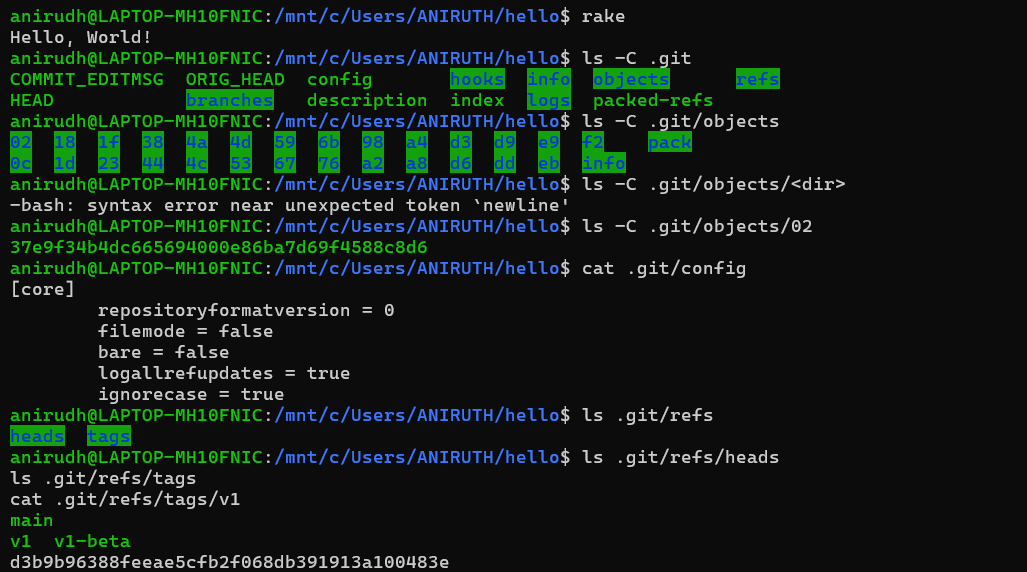 anirudh@LAPTOP-MH10FNIC:/mnt/c/Users/ANIRUTH/hello$ rake
Hello, World!
anirudh@LAPTOP-MH10FNIC:/mnt/c/Users/ANIRUTH/hello$ ls -C .git
COMMIT_EDITMSG  ORIG_HEAD  config       hooks  info  objects      refs
HEAD            branches   description  index  logs  packed-refs
anirudh@LAPTOP-MH10FNIC:/mnt/c/Users/ANIRUTH/hello$ ls -C .git/objects
02  18  1f  38  4a  4d  59  6b  98  a4  d3  d9  e9  f2    pack
0c  1d  23  44  4c  53  67  76  a2  a8  d6  dd  eb  info
anirudh@LAPTOP-MH10FNIC:/mnt/c/Users/ANIRUTH/hello$ ls -C .git/objects/<dir>
-bash: syntax error near unexpected token `newline'
anirudh@LAPTOP-MH10FNIC:/mnt/c/Users/ANIRUTH/hello$ ls -C .git/objects/02
37e9f34b4dc665694000e86ba7d69f4588c8d6
anirudh@LAPTOP-MH10FNIC:/mnt/c/Users/ANIRUTH/hello$ cat .git/config
[core]
        repositoryformatversion = 0
        filemode = false
        bare = false
        logallrefupdates = true
        ignorecase = true
anirudh@LAPTOP-MH10FNIC:/mnt/c/Users/ANIRUTH/hello$ ls .git/refs
heads  tags
anirudh@LAPTOP-MH10FNIC:/mnt/c/Users/ANIRUTH/hello$ ls .git/refs/heads
ls .git/refs/tags
cat .git/refs/tags/v1
main
v1  v1-beta
d3b9b96388feeae5cfb2f068db391913a100483e